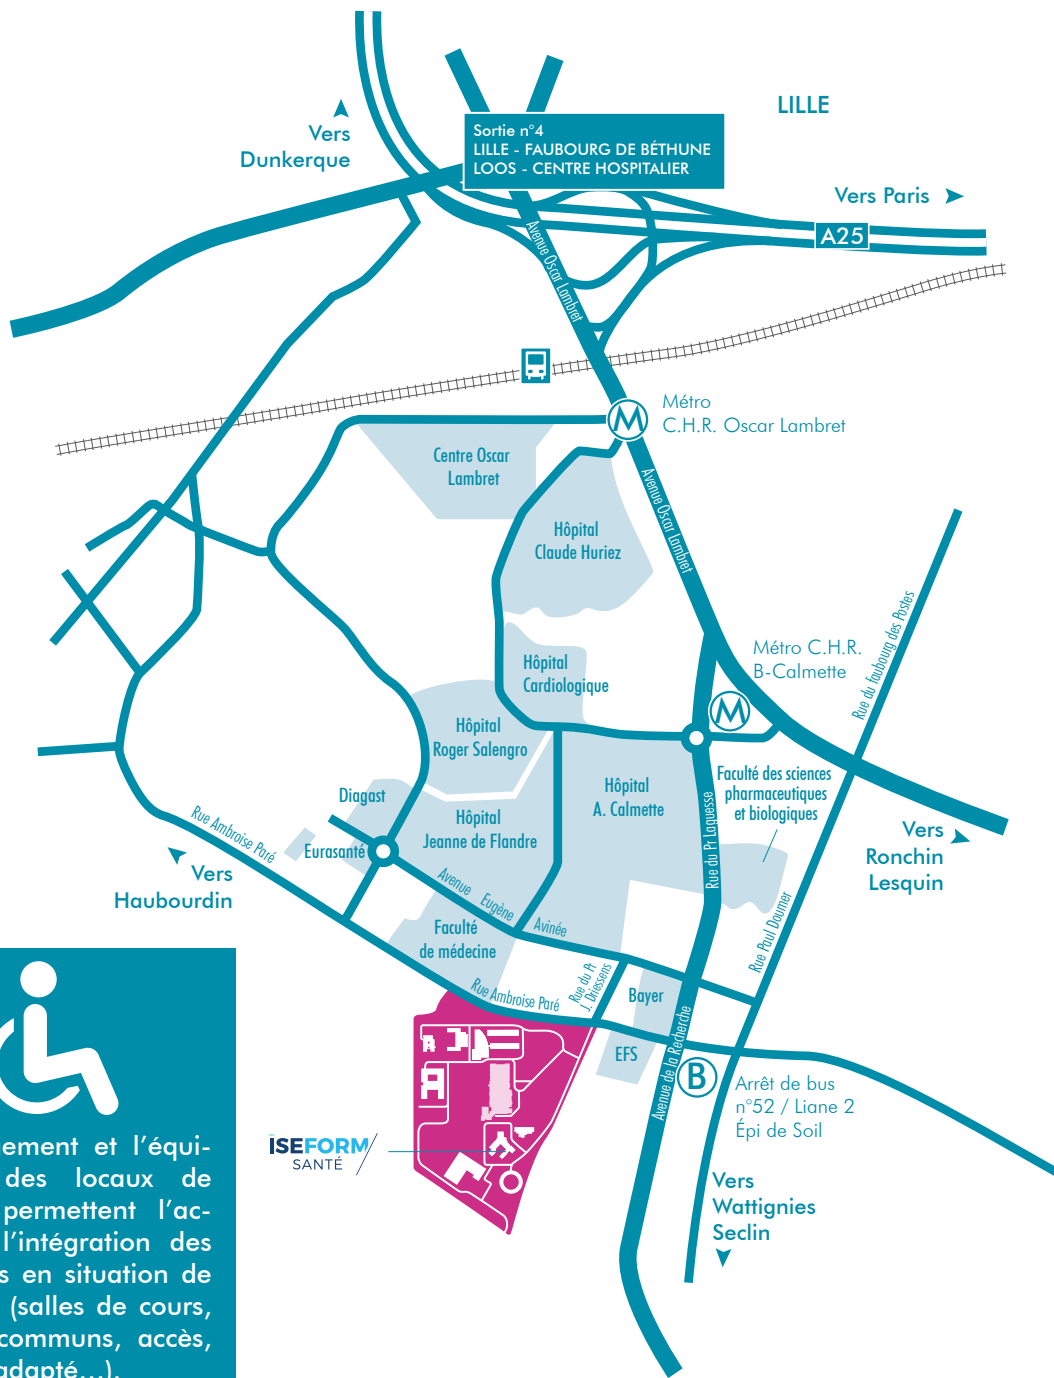 LILLE
Vers
Dunkerque
Sortie n°4
LILLE - FAUBOURG DE BÉTHUNE
LOOS - CENTRE HOSPITALIER
Vers Paris
A25
Avenue Oscar Lambret
M
Métro
C.H.R. Oscar Lambret
Centre Oscar
Lambret
Avenue Oscar Lambret
Hôpital
Claude Huriez
Rue du faubourg des Postes
Métro C.H.R.
B-Calmette
M
Hôpital
Cardiologique
Hôpital
Roger Salengro
Hôpital
A. Calmette
Faculté des sciences
pharmaceutiques
et biologiques
Diagast
Hôpital
Jeanne de Flandre
Rue du Pr Laguesse
Rue Ambroise Paré
Eurasanté
Vers
Ronchin
Lesquin
Vers
Haubourdin
Avenue Eugène Avinée
Rue Paul Doumer
Faculté
de médecine
Rue Ambroise Paré
Rue du Pr
J. Driessens
Bayer
Avenue de la Recherche
EFS
B
Arrêt de bus
n°52 / Liane 2
Épi de Soil
ISEFORM
SANTÉ
Vers
Wattignies
Seclin
ement et l'équi-
des locaux de
permettent l'ac-
l'intégration des
s en situation de
(salles de cours,
communs, accès,
adapté...).